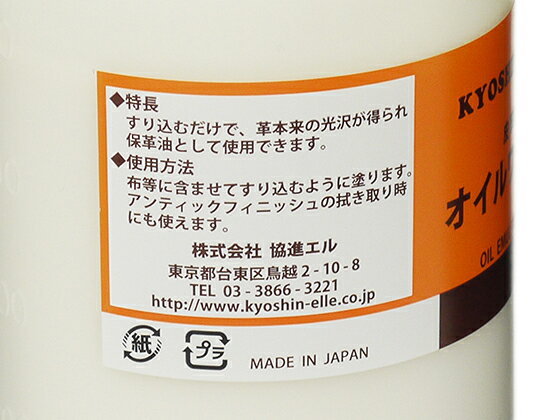 ◆特長
すり込むだけで、革本来の光沢が得られ
保革油として使用できます。
◆使用方法
布等に含ませてすり込むように塗ります。
アンティックフィニッシュの拭き取り時
にも使えます。
株式会社 協進エル
東京都台東区鳥越 2 - 10 - 8
TEL 03 - 3866 - 3221
http://www.kyoshin-elle.co.jp
紙
プラ
MADE IN JAPAN
オイル
OIL